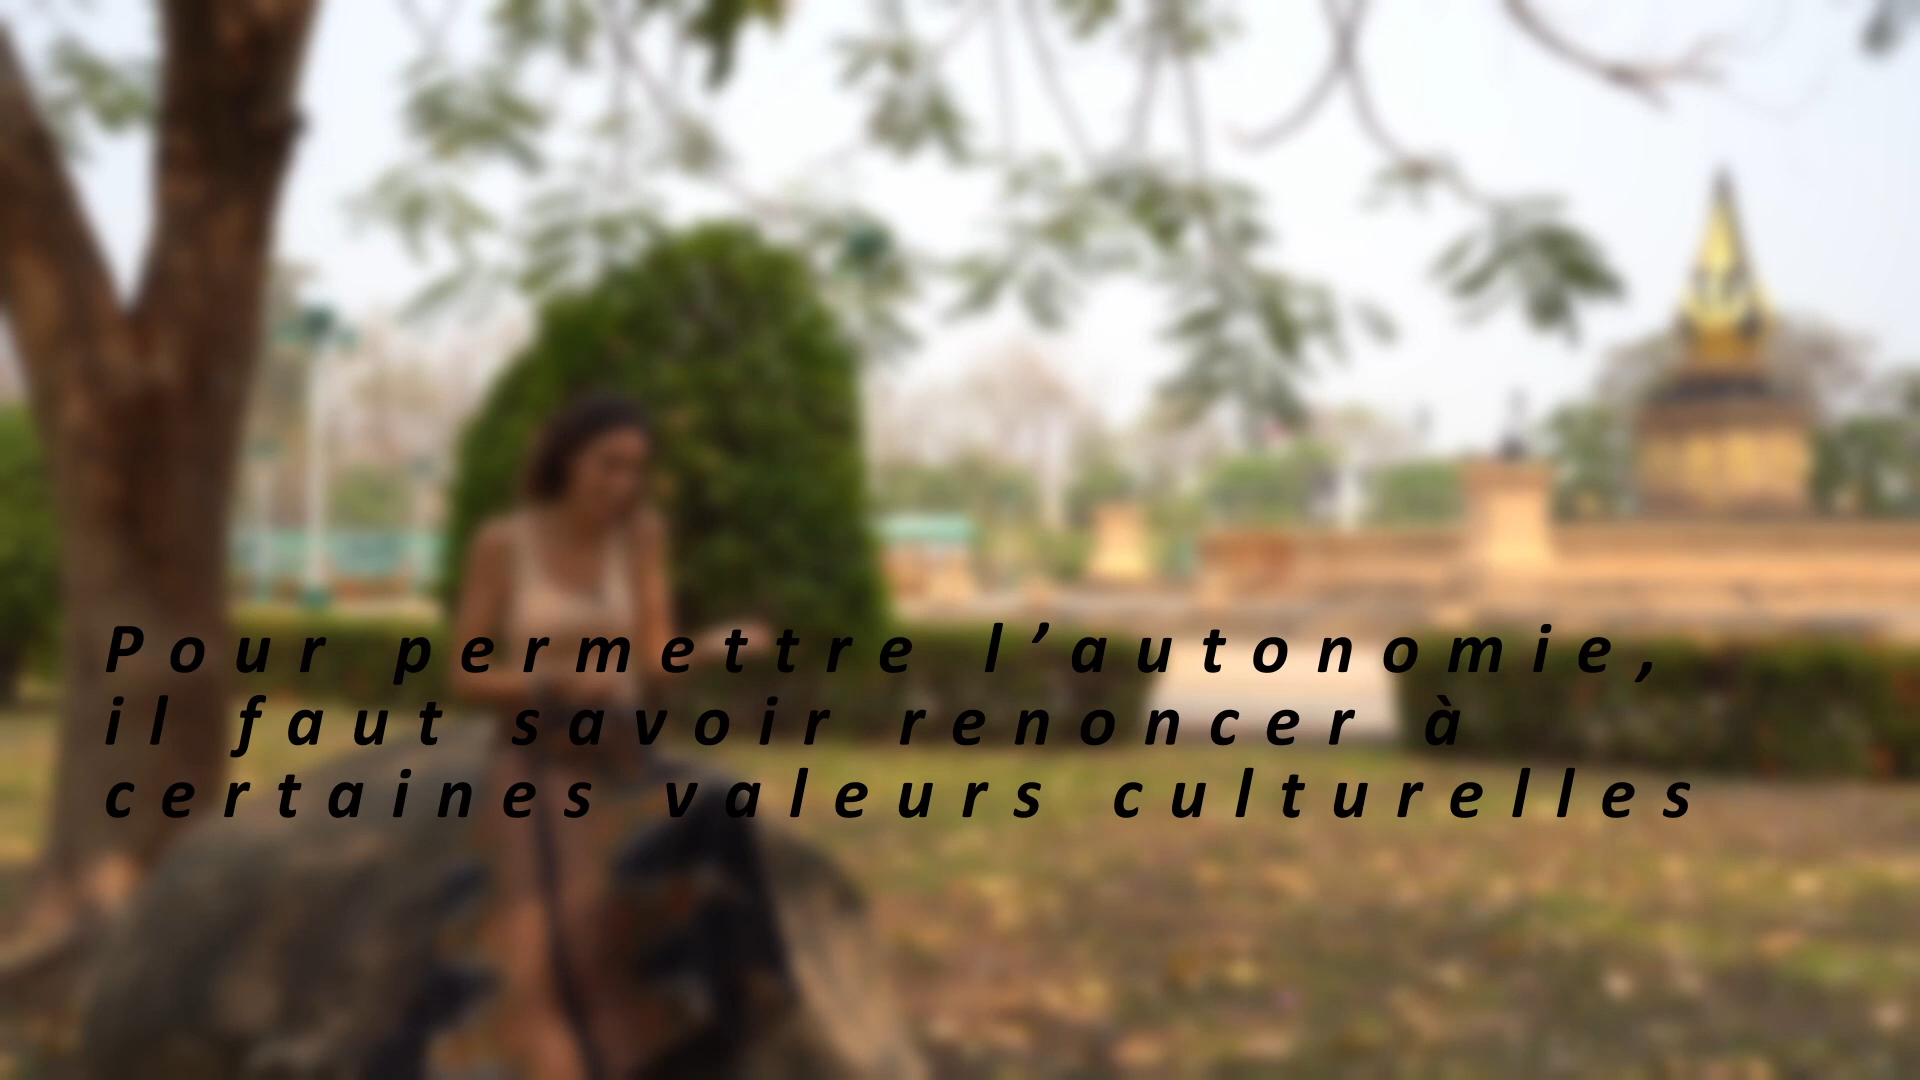 Pour permettre l’autonomie,
il faut savoir renoncer à
certaines valeurs culturelles